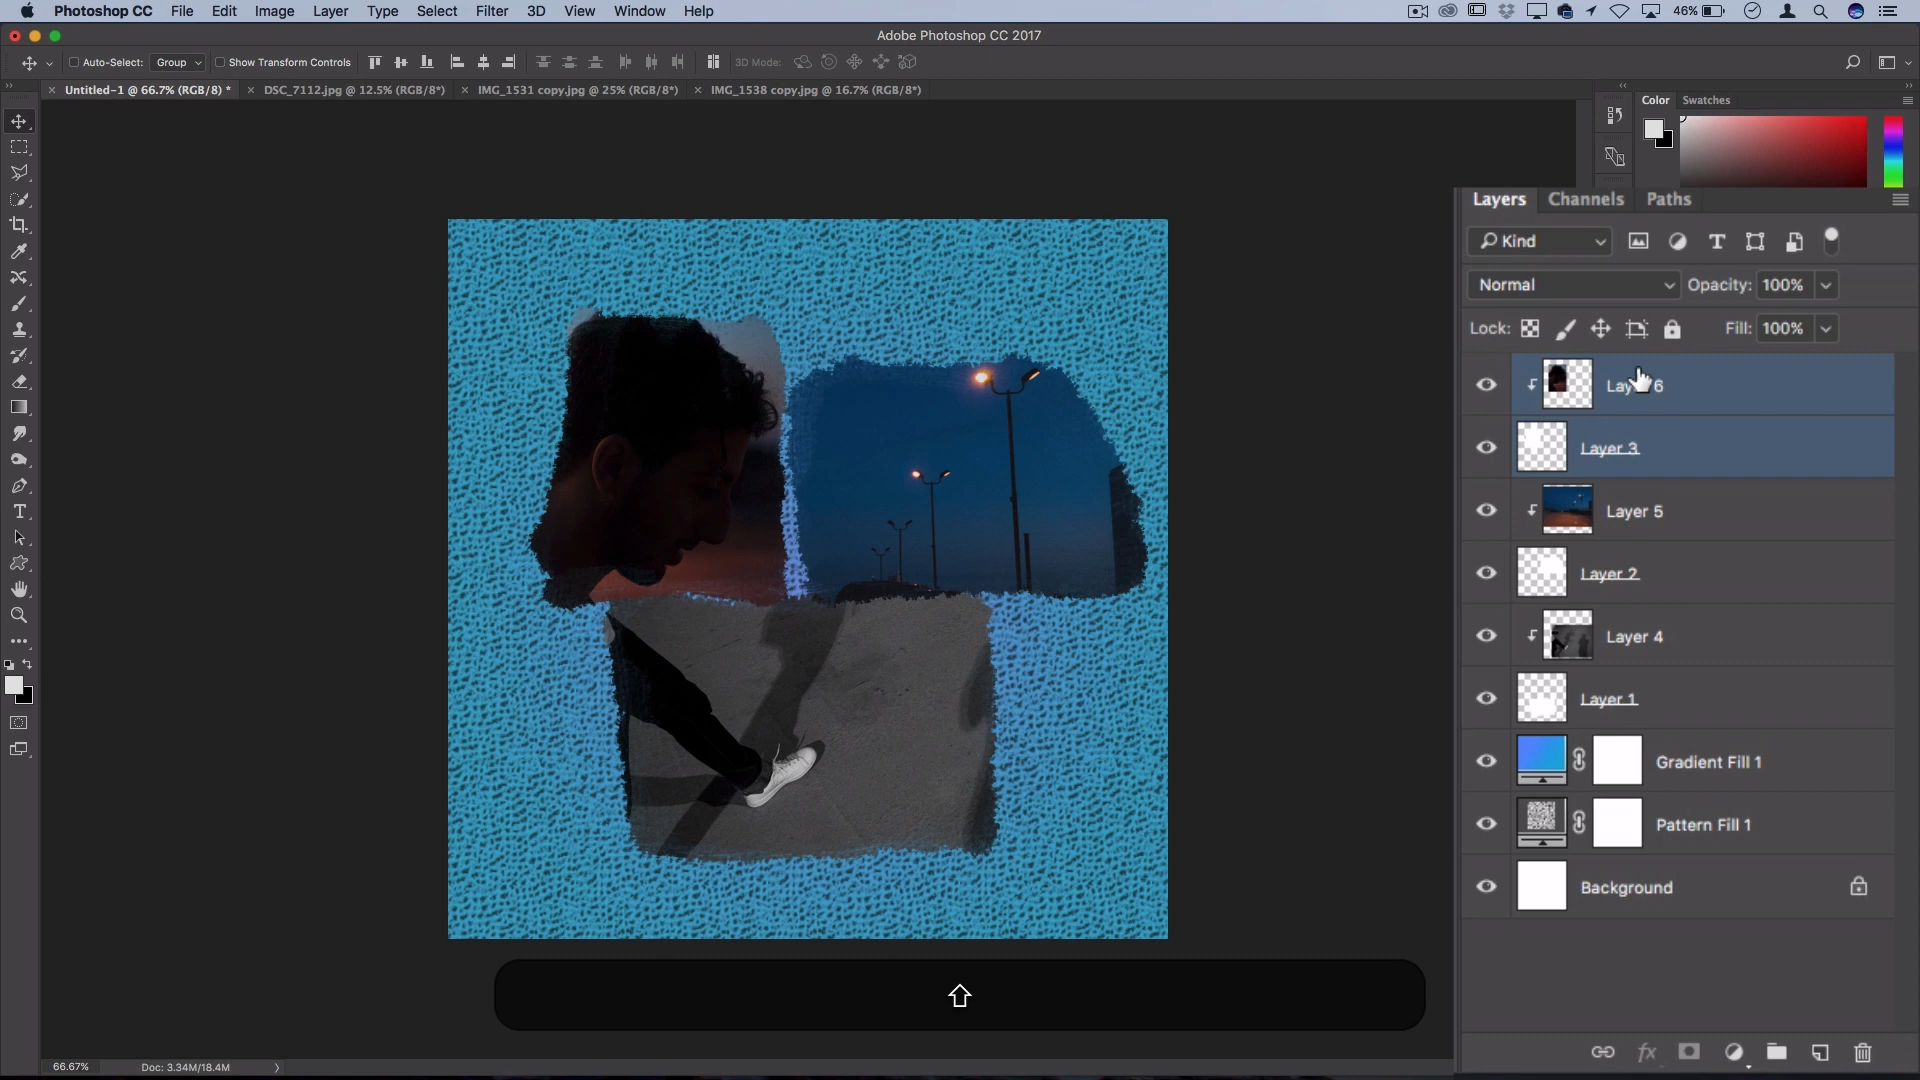 Photoshop CC File Edit Image Layer Type Select Filter 3D View Window Help 46%
Adobe Photoshop CC 2017
Auto-Select: Group Show Transform Controls 3D Mode:
Untitled-1 @ 66.7% (RGB/8) * DSC_7112.jpg @ 12.5% (RGB/8*) IMG_1531 copy.jpg @ 25% (RGB/8*) IMG_1538 copy.jpg @ 16.7% (RGB/8*)
Color Swatches
Layers Channels Paths
Kind
Normal Opacity: 100%
Lock: Fill: 100%
Layer 3
Layer 5
Layer 2
Layer 4
Layer 1
Gradient Fill 1
Pattern Fill 1
Background
66.67% Doc: 3.34M/18.4M